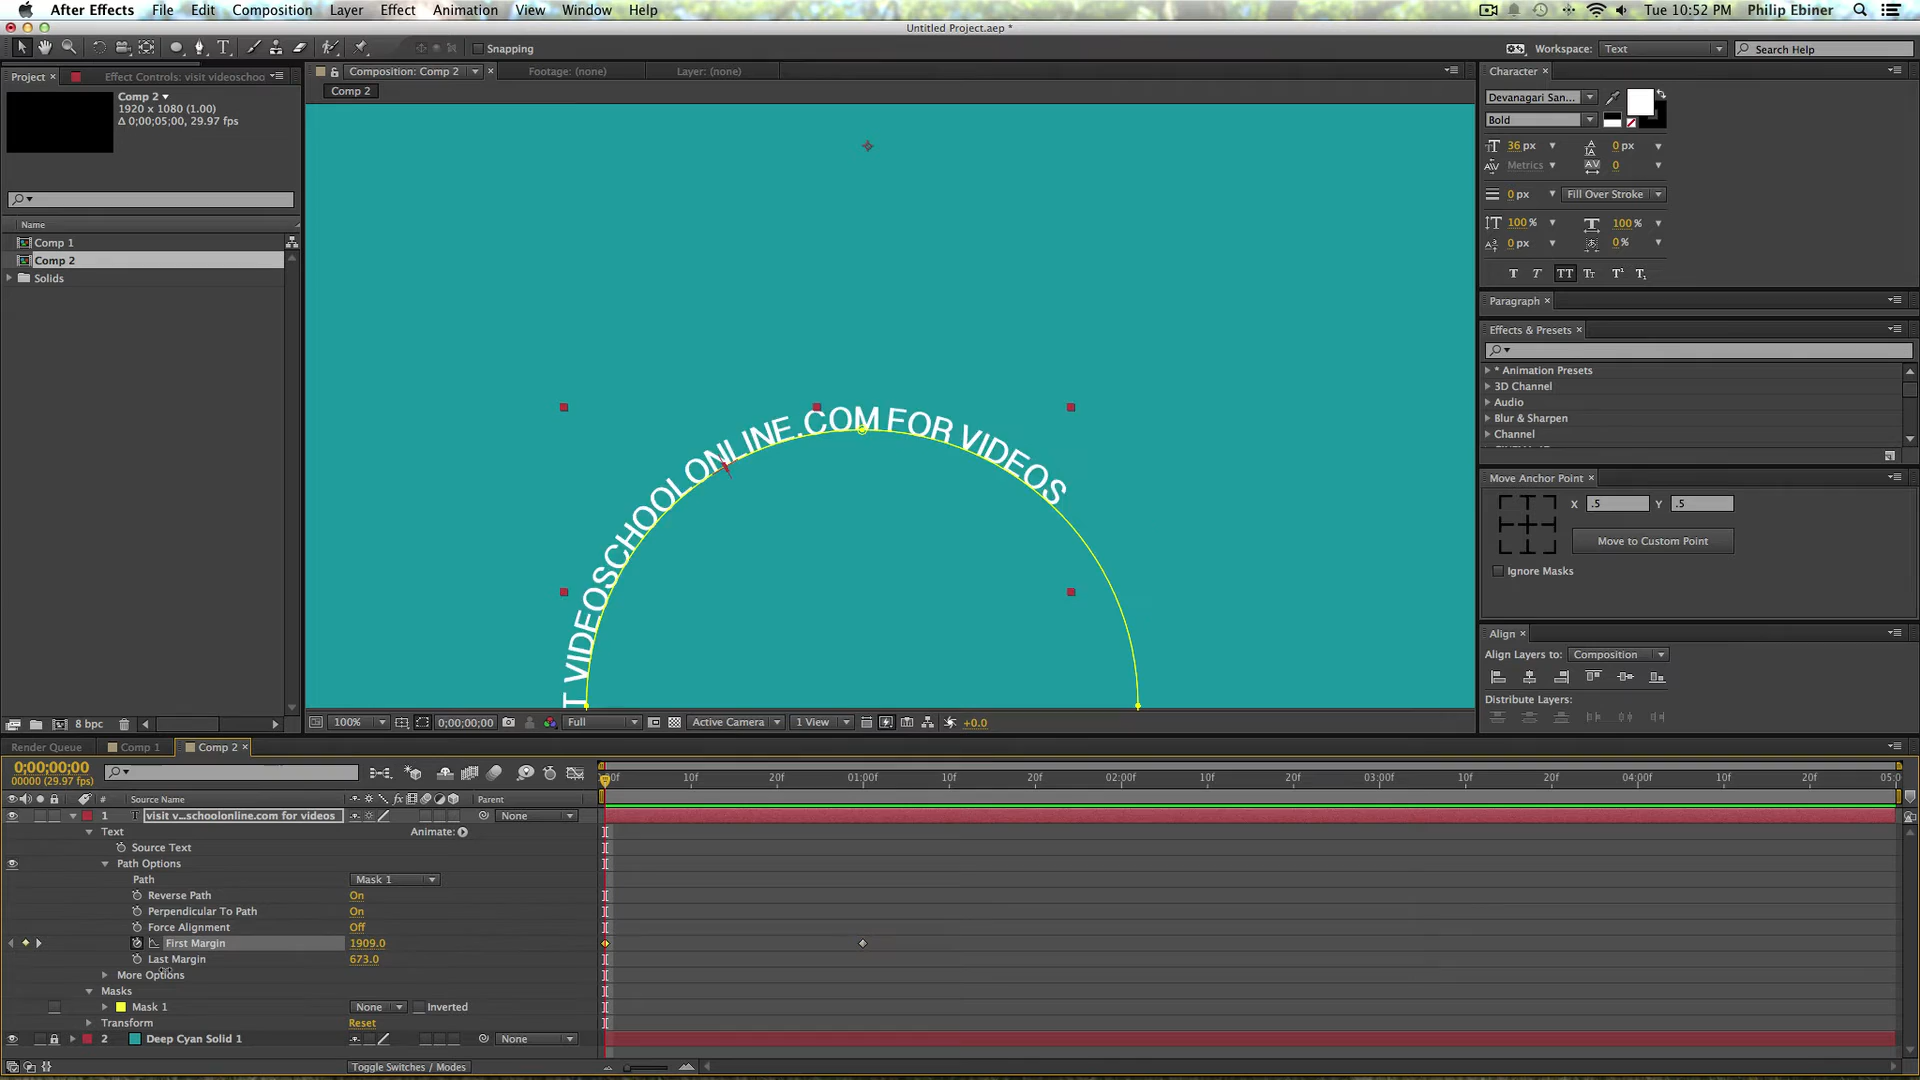 After Effects File Edit Composition Layer Effect Animation View Window Help Tue 10:52 PM Philip Ebiner
Untitled Project.aep *
Snapping Workspace: Text Search Help
Project × Effect Controls: visit videoschoo
Composition: Comp 2 × Footage: (none) Layer: (none)
Comp 2
Comp 2
1920 x 1080 (1.00)
Δ 0;00;05;00, 29.97 fps
Name
Comp 1
Comp 2
Solids
8 bpc
T VIDEOSCHOOLONLINE.COM FOR VIDEOS
100% 0;00;00;00 Full Active Camera 1 View +0.0
Character ×
Devanagari San...
Bold
36 px 0 px
Metrics 0
0 px Fill Over Stroke
100 % 100 %
0 px 0 %
T T TT Tt T¹ T₁
Paragraph ×
Effects & Presets ×
* Animation Presets
3D Channel
Audio
Blur & Sharpen
Channel
Move Anchor Point ×
X .5 Y .5
Move to Custom Point
Ignore Masks
Align ×
Align Layers to: Composition
Distribute Layers:
Render Queue Comp 1 Comp 2 ×
0;00;00;00
00000 (29.97 fps)
10f 20f 01:00f 10f 20f 02:00f 10f 20f 03:00f 10f 20f 04:00f 10f 20f 05:0
# Source Name Parent
1 T visit v...schoolonline.com for videos None
Text Animate:
Source Text
Path Options
Path Mask 1
Reverse Path On
Perpendicular To Path On
Force Alignment Off
First Margin 1909.0
Last Margin 673.0
More Options
Masks
Mask 1 None Inverted
Transform Reset
2 Deep Cyan Solid 1 None
Toggle Switches / Modes